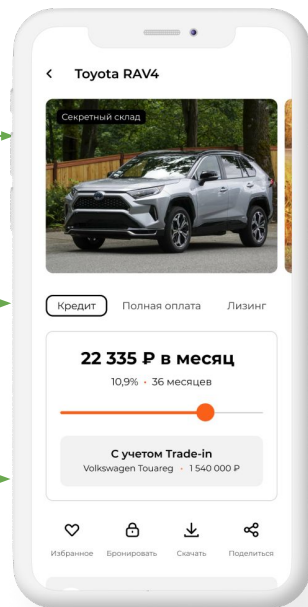 Toyota RAV4
Секретный склад
Кредит Полная оплата Лизинг
22 335 ₽ в месяц
10,9% • 36 месяцев
С учетом Trade-in
Volkswagen Touareg · 1 540 000 ₽
Избранное Бронировать Скачать Поделиться